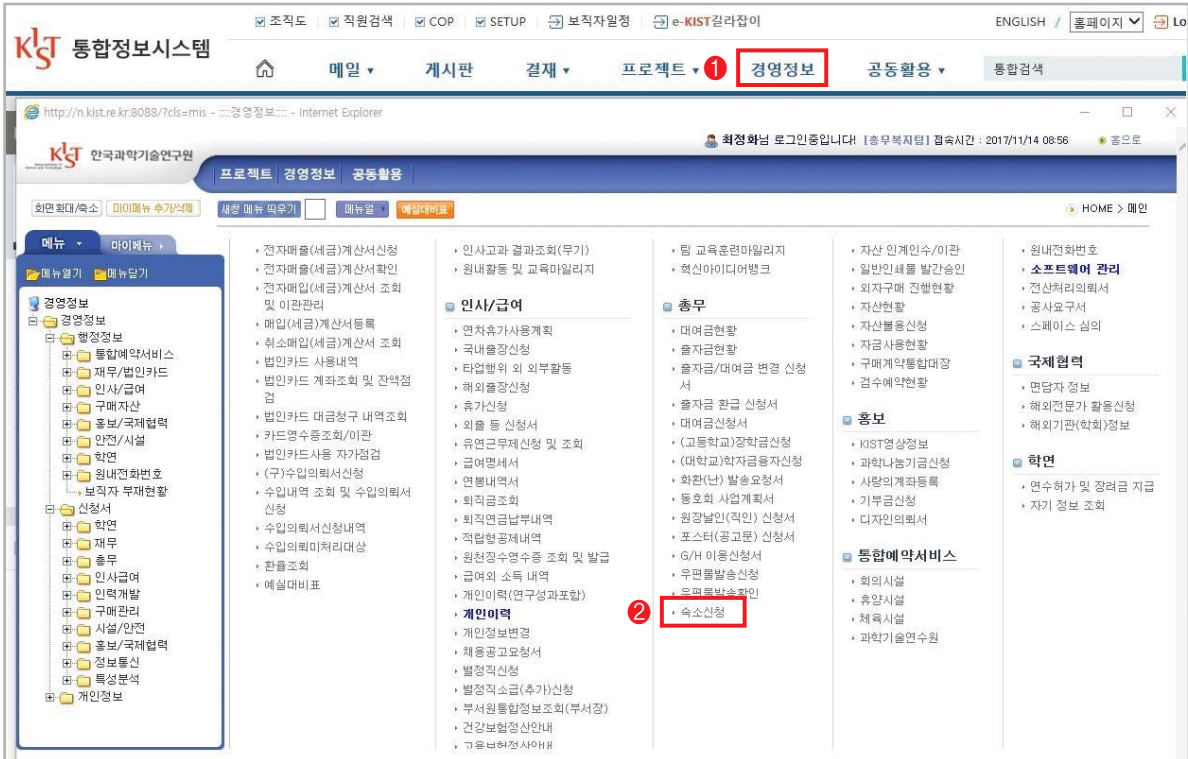 조직도 직원검색 COP SETUP 보직자일정 e-KIST길라잡이 ENGLISH / 홈페이지 Lo
KIST 통합정보시스템
메일 게시판 결재 프로젝트 1 경영정보 공동활용 통합검색
http://n.kist.re.kr:8088/?cls=mis - ::::경영정보:::: - Internet Explorer
KIST 한국과학기술연구원
최정화님 로그인중입니다! [총무복지팀] 접속시간 : 2017/11/14 08:56 홈으로
프로젝트 경영정보 공동활용
화면확대/축소 마이메뉴 추가/삭제 새창 메뉴 띄우기 메뉴얼 예실대비표 HOME > 메인
메뉴 마이메뉴
메뉴열기 메뉴닫기
경영정보
경영정보
행정정보
통합예약서비스
재무/법인카드
인사/급여
구매자산
홍보/국제협력
안전/시설
학연
원내전화번호
보직자 부재현황
신청서
학연
재무
총무
인사급여
인력개발
구매관리
시설/안전
홍보/국제협력
정보통신
특성분석
개인정보
전자매출(세금)계산서신청
전자매출(세금)계산서확인
전자매입(세금)계산서 조회
및 이관관리
매입(세금)계산서등록
취소매입(세금)계산서 조회
법인카드 사용내역
법인카드 계좌조회 및 잔액점
검
법인카드 대금청구 내역조회
카드영수증조회/이관
법인카드사용 자가점검
(구)수입의뢰서신청
수입내역 조회 및 수입의뢰서
신청
수입의뢰서신청내역
수입의뢰미처리대상
환율조회
예실대비표
인사고과 결과조회(무기)
원내활동 및 교육마일리지
인사/급여
연차휴가사용계획
국내출장신청
타업행위 외 외부활동
해외출장신청
휴가신청
외출 등 신청서
유연근무제신청 및 조회
급여명세서
연봉내역서
퇴직금조회
퇴직연금납부내역
적립형공제내역
원천징수영수증 조회 및 발급
급여외 소득 내역
개인이력(연구성과포함)
개인이력
개인정보변경
채용공고요청서
별정직신청
별정직소급(추가)신청
부서원통합정보조회(부서장)
건강보험정산안내
고용보험정산안내
팀 교육훈련마일리지
혁신아이디어뱅크
총무
대여금현황
출자금현황
출자금/대여금 변경 신청
서
출자금 환급 신청서
대여금신청서
(고등학교)장학금신청
(대학교)학자금융자신청
화환(난) 발송요청서
동호회 사업계획서
원장날인(직인) 신청서
포스터(공고문) 신청서
G/H 이용신청서
우편물발송신청
우편물발송확인
2 숙소신청
자산 인계인수/이관
일반인쇄물 발간승인
외자구매 진행현황
자산현황
자산불용신청
자금사용현황
구매계약통합대장
검수예약현황
홍보
KIST영상정보
과학나눔기금신청
사랑의계좌등록
기부금신청
디자인의뢰서
통합예약서비스
회의시설
휴양시설
체육시설
과학기술연수원
원내전화번호
소프트웨어 관리
전산처리의뢰서
공사요구서
스페이스 심의
국제협력
면담자 정보
해외전문가 활용신청
해외기관(학회)정보
학연
연수허가 및 장려금 지급
자기 정보 조회